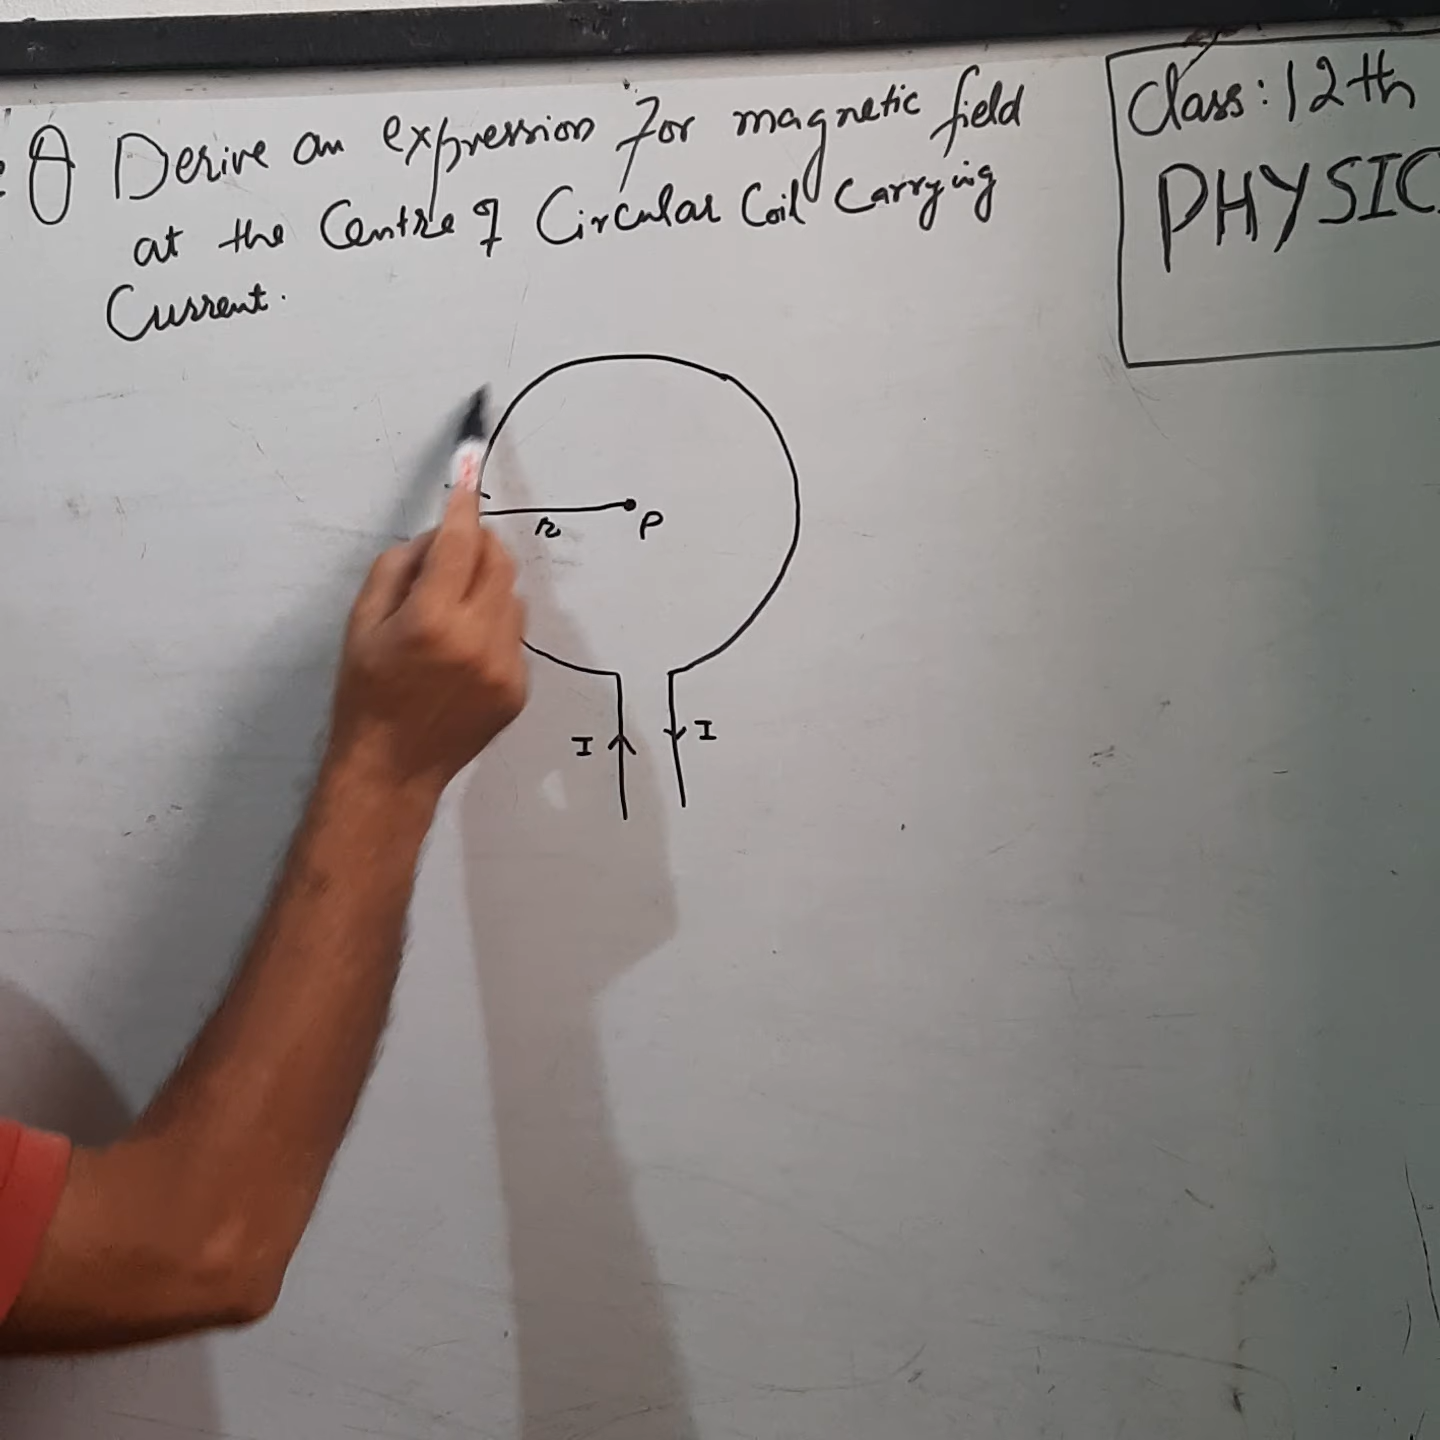 Q Derive an expression for magnetic field
at the Centre of Circular Coil Carrying
Current.
Class: 12th
PHYSIC
r
P
I
I